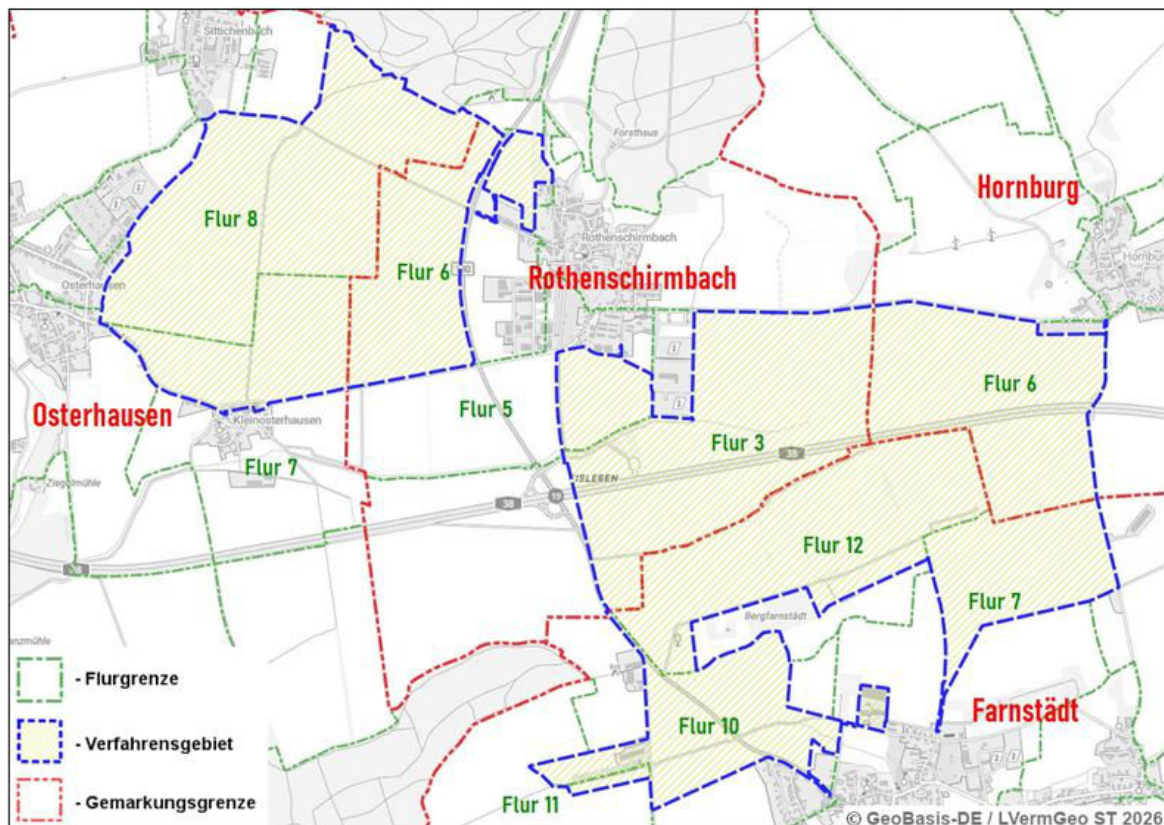 Sittichenbach
Forsthaus
Hornburg
Hornburg
Flur 8
Rothenschirmbach
Flur 6
Rothenschirmbach
Osterhausen
Flur 6
Osterhausen
Kleinosterhausen
Flur 5
Flur 3
38
Flur 7
Ziegelmühle
EISLEBEN
38
19
Flur 12
38
Bergfarnstädt
Flur 7
- Flurgrenze
- Verfahrensgebiet
- Gemarkungsgrenze
Flur 10
Farnstädt
Flur 11
© GeoBasis-DE / LVermGeo ST 2026